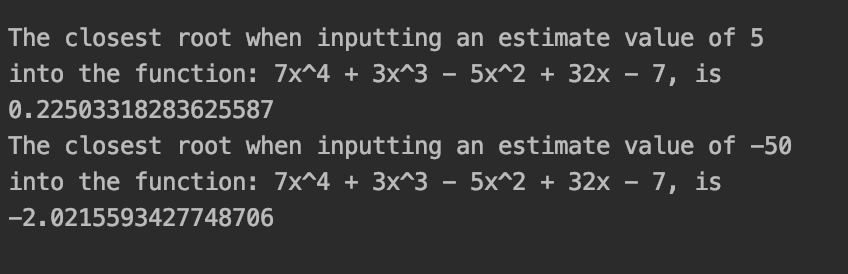 The closest root when inputting an estimate value of 5
into the function: 7x^4 + 3x^3 − 5x^2 + 32x − 7, is
0.22503318283625587
The closest root when inputting an estimate value of −50
into the function: 7x^4 + 3x^3 − 5x^2 + 32x − 7, is
−2.0215593427748706